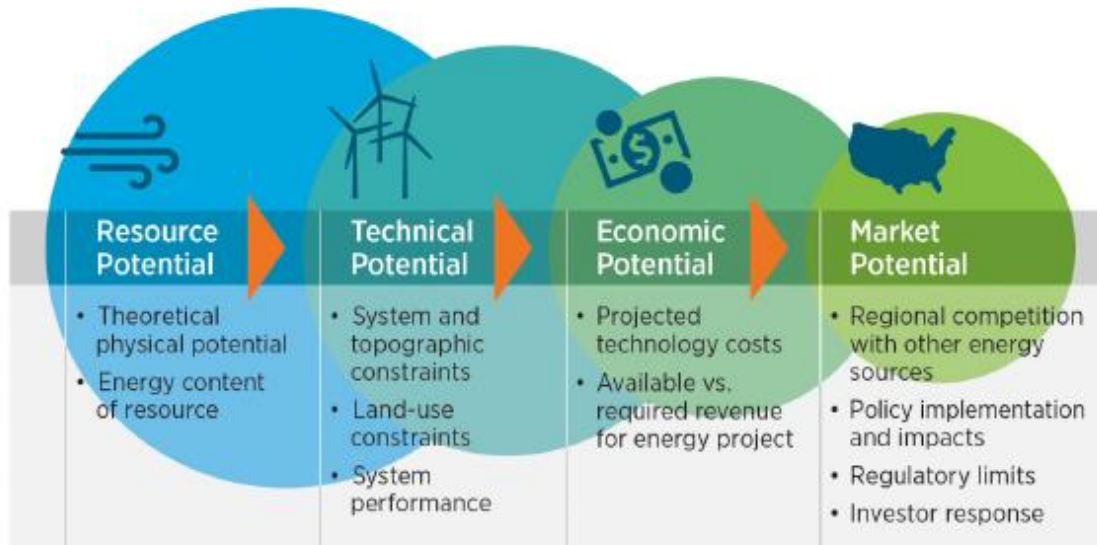 Resource
Potential
• Theoretical
physical potential
• Energy content
of resource
Technical
Potential
• System and
topographic
constraints
• Land-use
constraints
• System
performance
$
Economic
Potential
• Projected
technology costs
• Available vs.
required revenue
for energy project
Market
Potential
• Regional competition
with other energy
sources
• Policy implementation
and impacts
• Regulatory limits
• Investor response